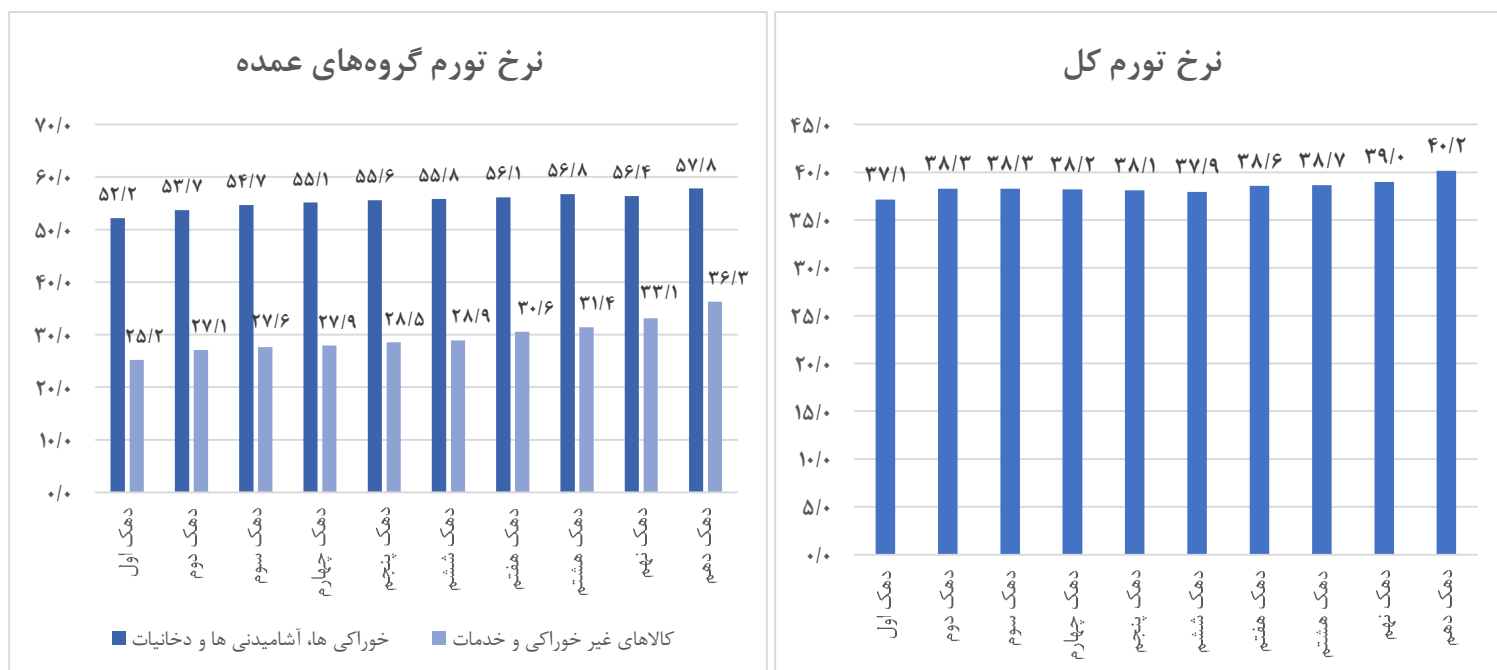 نرخ تورم کل
۴۵/۰
۴۰/۰
۳۵/۰
۳۰/۰
۲۵/۰
۲۰/۰
۱۵/۰
۱۰/۰
۵/۰
۰/۰
۳۷/۱
۳۸/۳
۳۸/۳
۳۸/۲
۳۸/۱
۳۷/۹
۳۸/۶
۳۸/۷
۳۹/۰
۴۰/۲
دهک اول
دهک دوم
دهک سوم
دهک چهارم
دهک پنجم
دهک ششم
دهک هفتم
دهک هشتم
دهک نهم
دهک دهم
نرخ تورم گروه‌های عمده
۷۰/۰
۶۰/۰
۵۰/۰
۴۰/۰
۳۰/۰
۲۰/۰
۱۰/۰
۰/۰
۵۲/۲
۵۳/۷
۵۴/۷
۵۵/۱
۵۵/۶
۵۵/۸
۵۶/۱
۵۶/۸
۵۶/۴
۵۷/۸
۲۵/۲
۲۷/۱
۲۷/۶
۲۷/۹
۲۸/۵
۲۸/۹
۳۰/۶
۳۱/۴
۳۳/۱
۳۶/۳
دهک اول
دهک دوم
دهک سوم
دهک چهارم
دهک پنجم
دهک ششم
دهک هفتم
دهک هشتم
دهک نهم
دهک دهم
خوراکی ها، آشامیدنی ها و دخانیات
کالاهای غیر خوراکی و خدمات